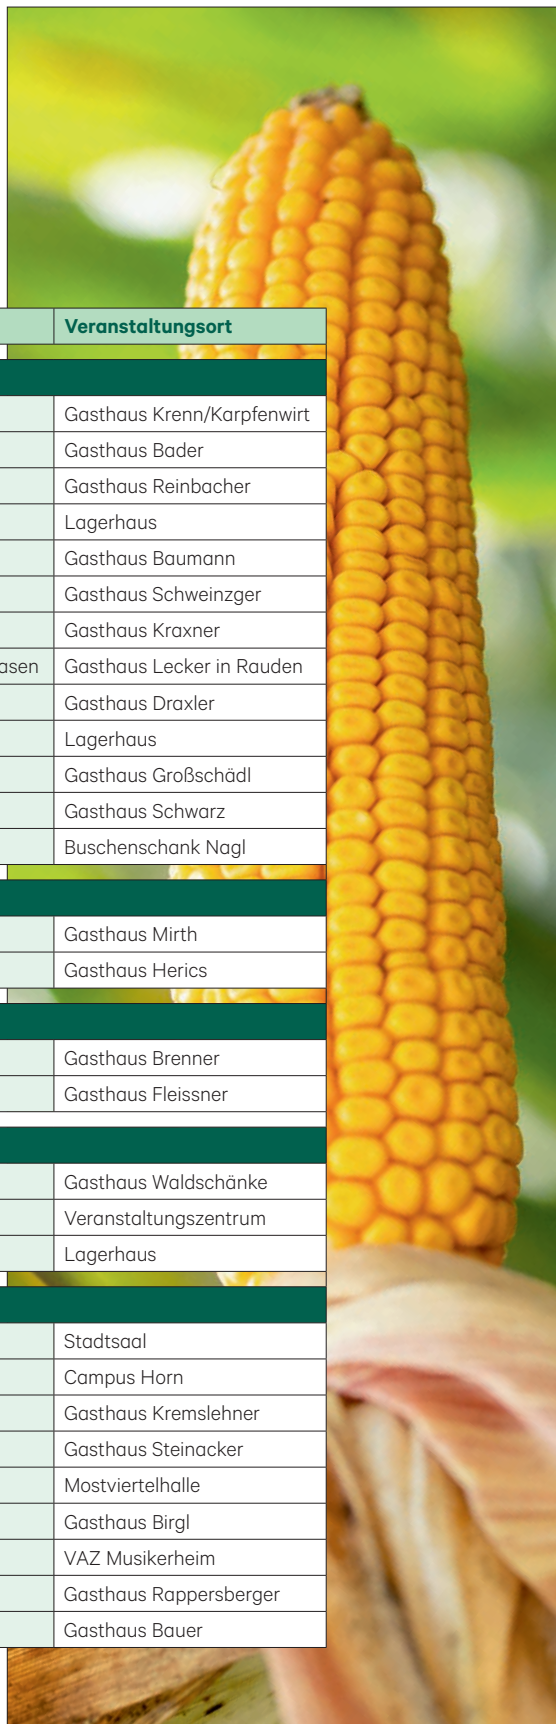 Veranstaltungsort
Gasthaus Krenn/Karpfenwirt
Gasthaus Bader
Gasthaus Reinbacher
Lagerhaus
Gasthaus Baumann
Gasthaus Schweinzger
Gasthaus Kraxner
asen Gasthaus Lecker in Rauden
Gasthaus Draxler
Lagerhaus
Gasthaus Großschädl
Gasthaus Schwarz
Buschenschank Nagl
Gasthaus Mirth
Gasthaus Herics
Gasthaus Brenner
Gasthaus Fleissner
Gasthaus Waldschänke
Veranstaltungszentrum
Lagerhaus
Stadtsaal
Campus Horn
Gasthaus Kremslehner
Gasthaus Steinacker
Mostviertelhalle
Gasthaus Birgl
VAZ Musikerheim
Gasthaus Rappersberger
Gasthaus Bauer